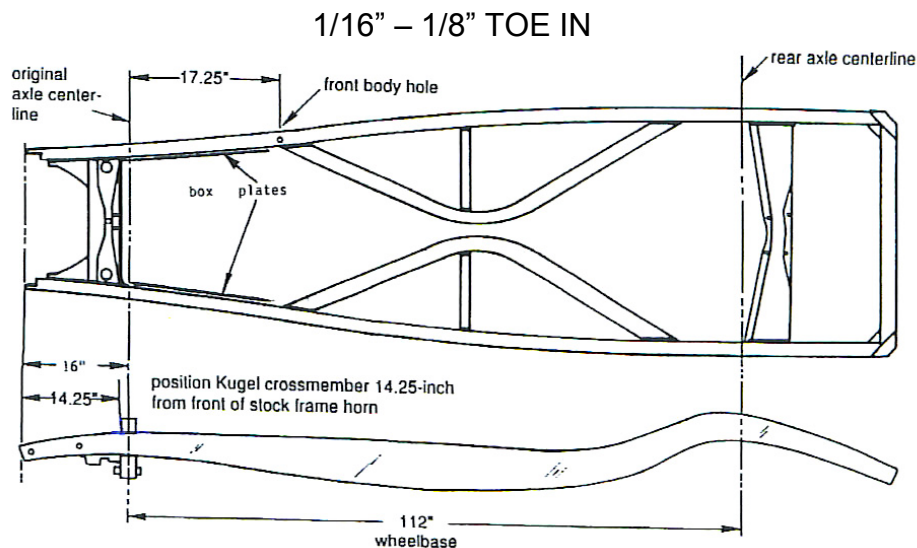 1/16” – 1/8” TOE IN
original
axle center-
line
17.25"
front body hole
rear axle centerline
box plates
16"
14.25"
position Kugel crossmember 14.25-inch
from front of stock frame horn
112"
wheelbase